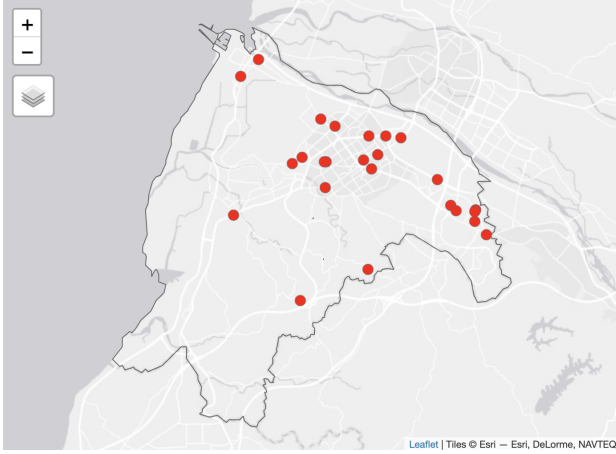 +
−
Leaflet | Tiles © Esri — Esri, DeLorme, NAVTEQ